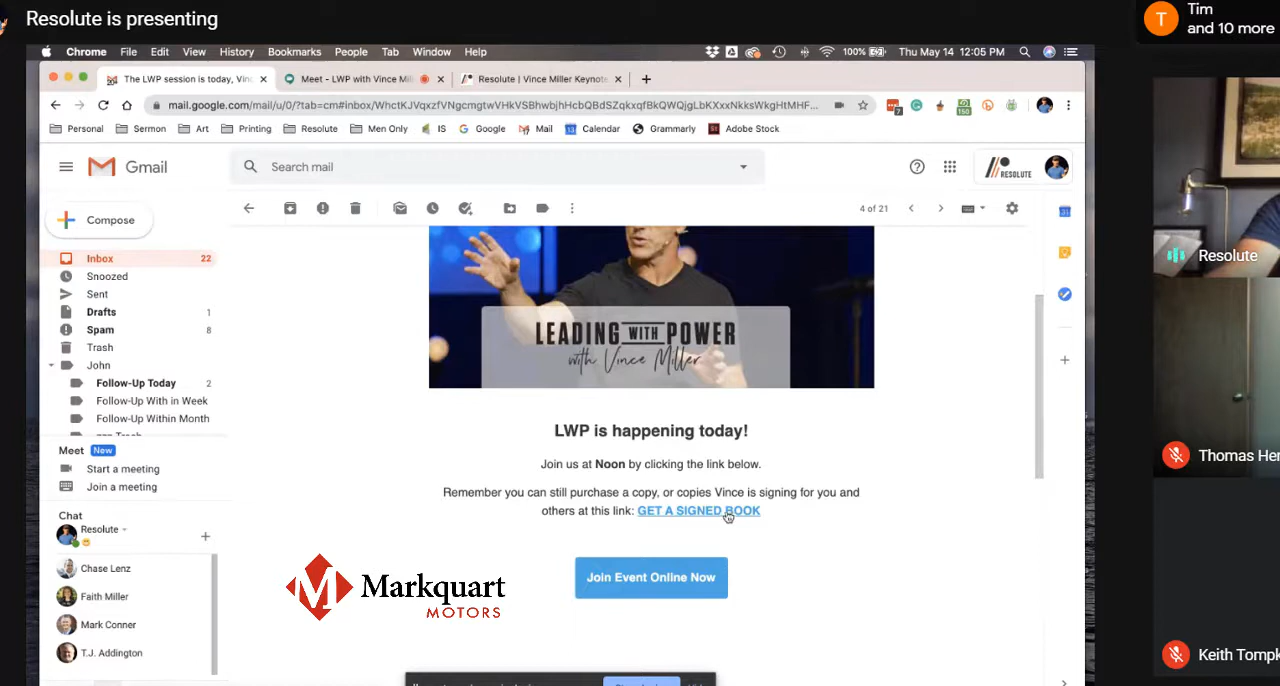 Resolute is presenting
T
Tim
and 10 more
Chrome File Edit View History Bookmarks People Tab Window Help
100%
Thu May 14 12:05 PM
The LWP session is today, Vinc
Meet - LWP with Vince Mil
Resolute | Vince Miller Keynote
mail.google.com/mail/u/0/?tab=cm#inbox/
Personal Sermon Art Printing Resolute Men Only IS Google Mail Calendar Grammarly Adobe Stock
Gmail
Search mail
RESOLUTE
Compose
4 of 21
Inbox 22
Snoozed
Sent
Drafts 1
Spam 8
Trash
John
Follow-Up Today 2
Follow-Up With in Week
Follow-Up Within Month
Meet New
Start a meeting
Join a meeting
Chat
Resolute
Chase Lenz
Faith Miller
Mark Conner
T.J. Addington
LEADING WITH POWER
with Vince Miller
LWP is happening today!
Join us at Noon by clicking the link below.
Remember you can still purchase a copy, or copies Vince is signing for you and
others at this link: GET A SIGNED BOOK
Join Event Online Now
M Markquart
MOTORS
Resolute
Thomas Her
Keith Tompk